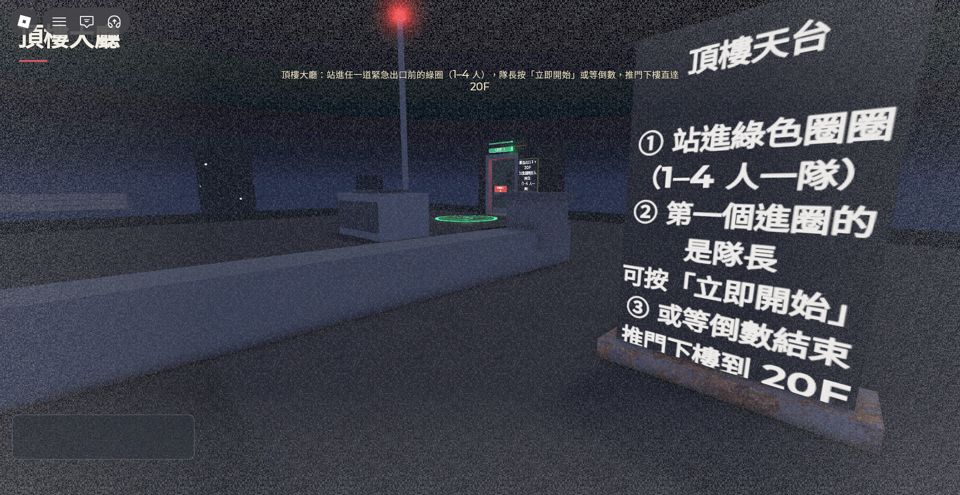 頂樓大廳
頂樓大廳：站進任一道緊急出口前的綠圈（1–4 人），隊長按「立即開始」或等倒數，推門下樓直達
20F
頂樓天台
① 站進綠色圈圈
（1–4 人一隊）
② 第一個進圈的
是隊長
可按「立即開始」
③ 或等倒數結束
推門下樓到 20F